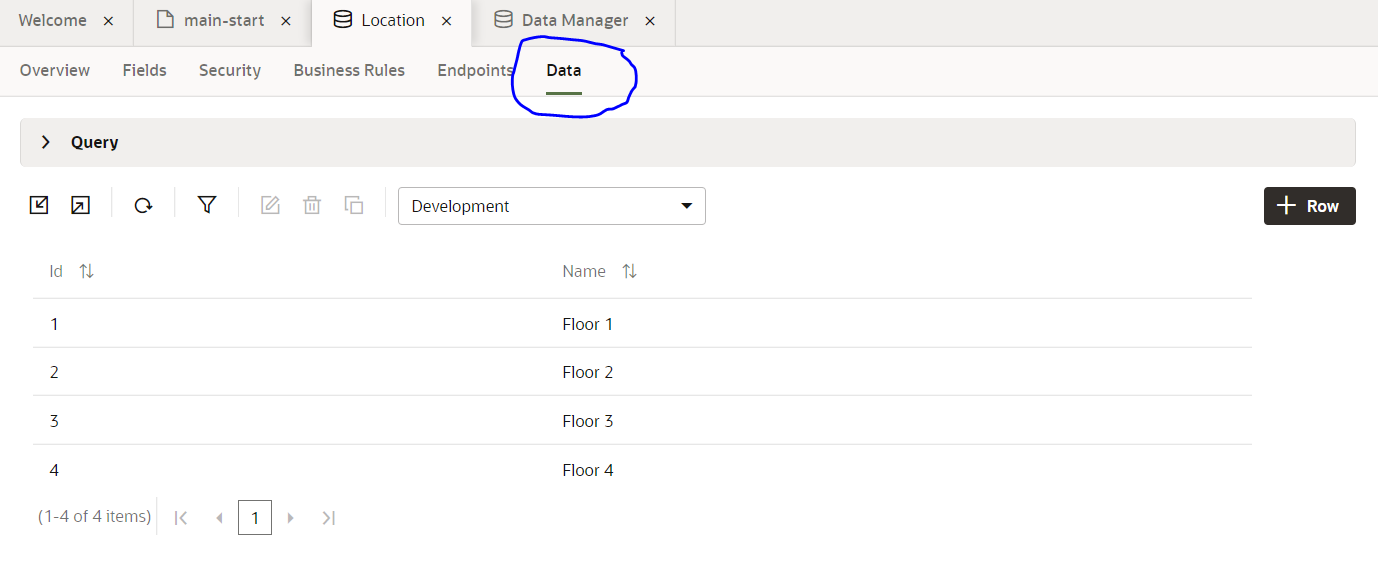 Welcome main-start Location Data Manager
Overview Fields Security Business Rules Endpoints Data
Query
Development Row
Id Name
1 Floor 1
2 Floor 2
3 Floor 3
4 Floor 4
(1-4 of 4 items) 1